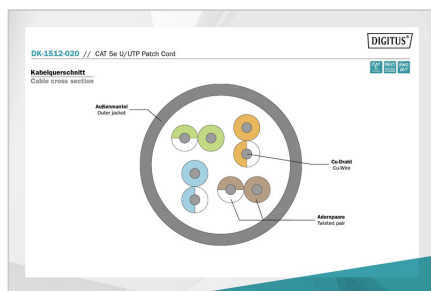 DIGITUS®
DK-1512-020 // CAT 5e U/UTP Patch Cord
Kabelquerschnitt
Cable cross section
Außenmantel
Outer jacket
Cu-Draht
Cu-Wire
Adernpaare
Twisted pair